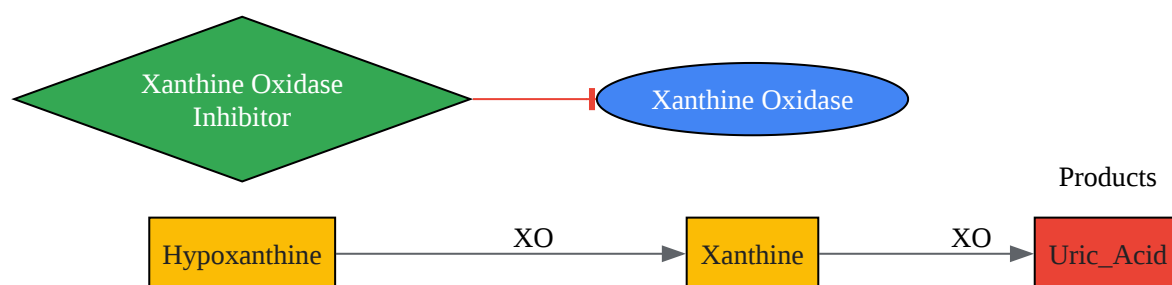 Xanthine Oxidase
Inhibitor
Xanthine Oxidase
Products
Hypoxanthine
XO
Xanthine
XO
Uric_Acid